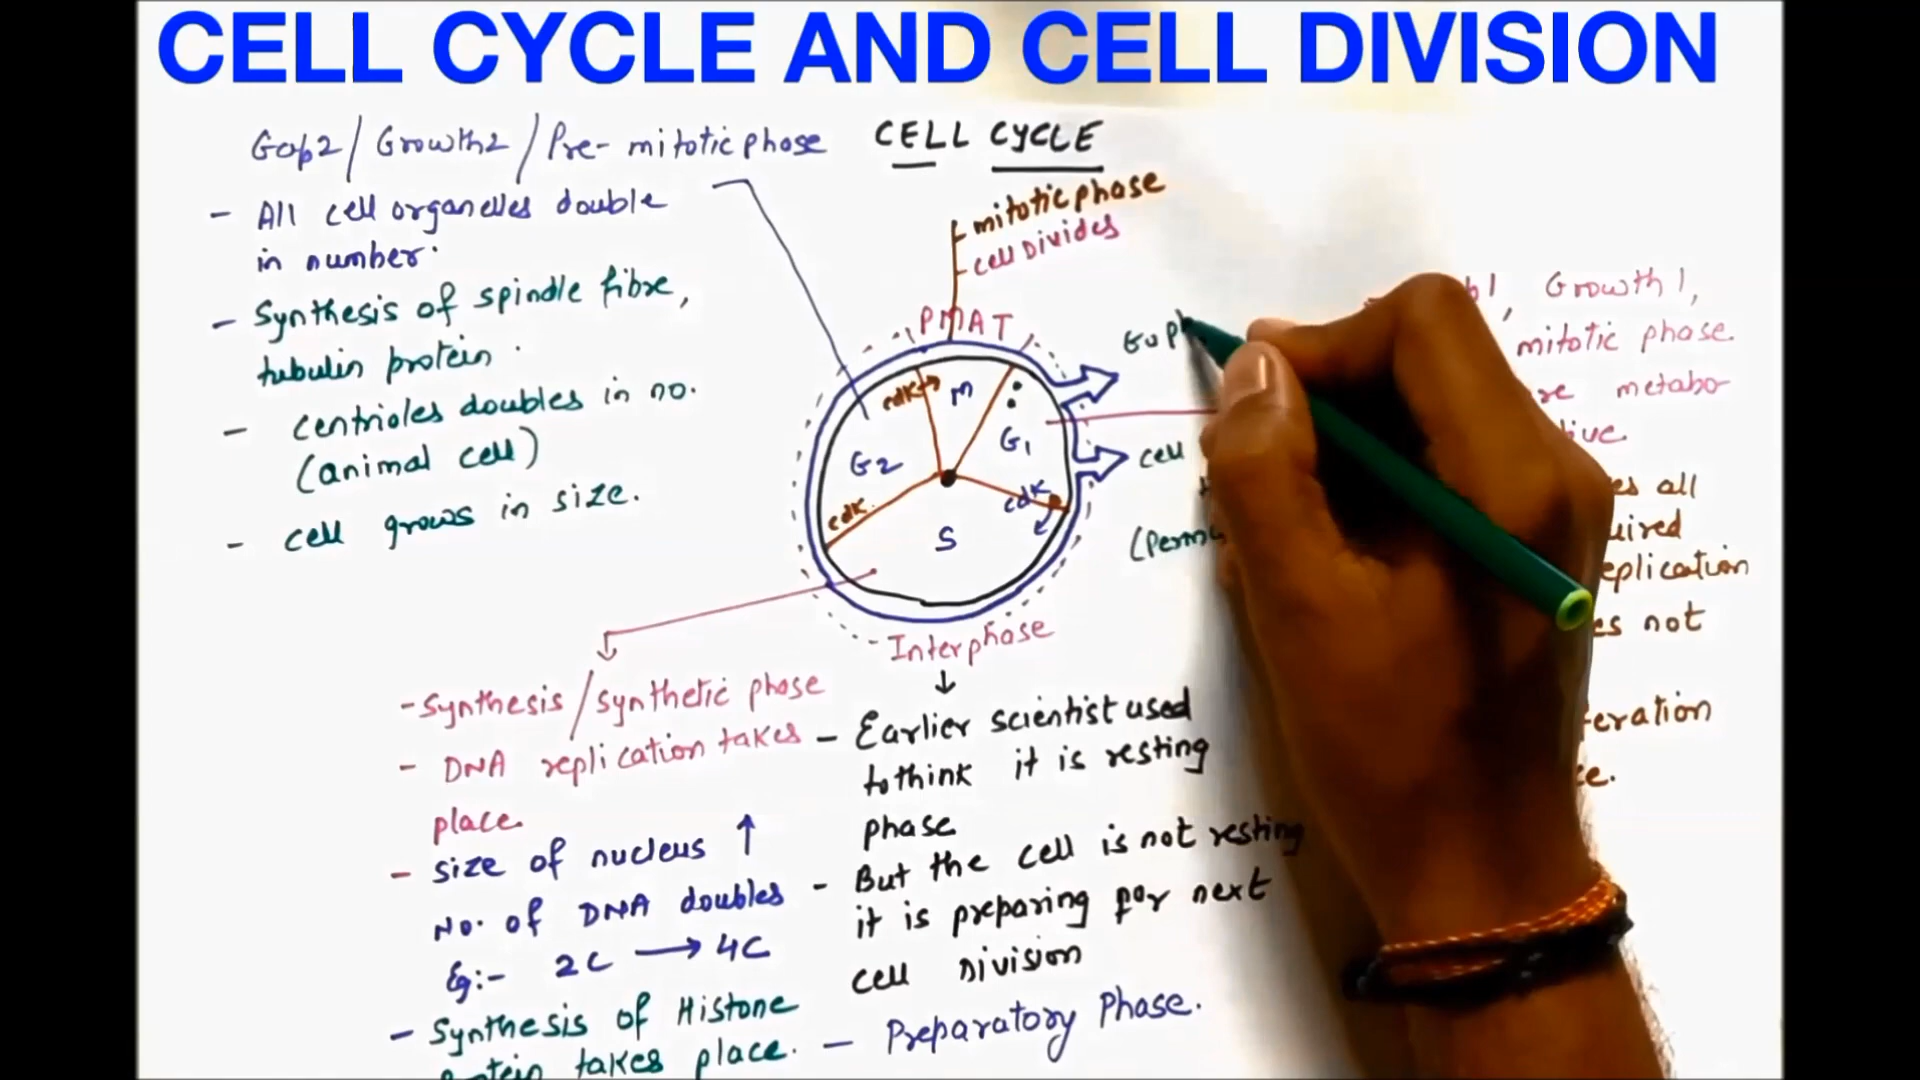 CELL CYCLE AND CELL DIVISION
CELL CYCLE
Gap2/Growth2/Pre-mitotic phase
- All cell organelles double
in number.
- Synthesis of spindle fibre,
tubulin protein.
- centrioles doubles in no.
(animal cell)
- cell grows in size.
- mitotic phase
- cell Divides
PMAT
cdk
M
G1
G2
cdk
cdk
S
Interphase
Gap
cell
Growth 1,
mitotic phase
metabo-
all
not
- Synthesis/synthetic phase
- DNA replication takes
place.
- size of nucleus ↑
No. of DNA doubles
Eg:- 2C → 4C
- Synthesis of Histone
takes place.
- Earlier scientist used
to think it is resting
phase
- But the cell is not resting
it is preparing for next
cell Division
- Preparatory Phase.